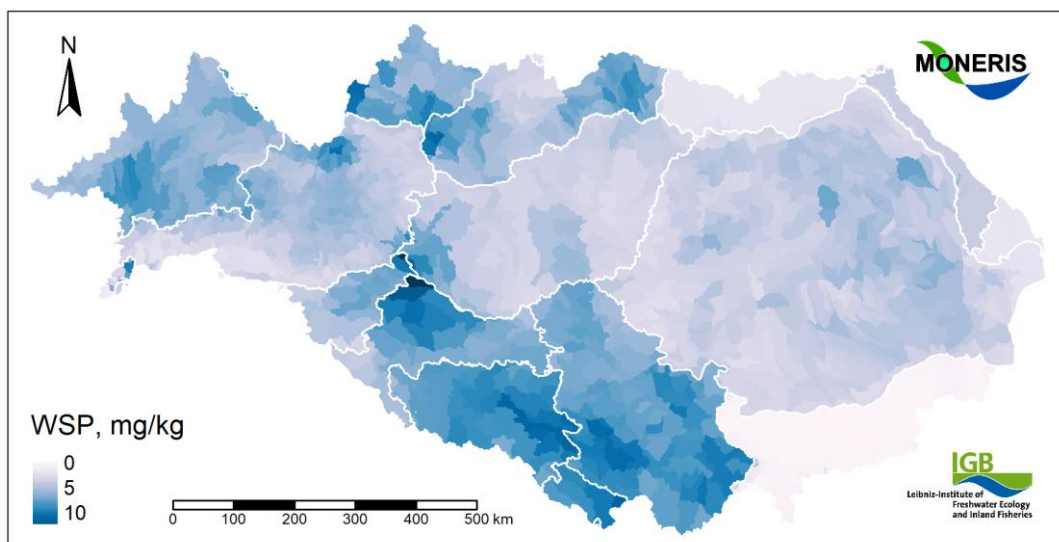 N
MONERIS
WSP, mg/kg
0
5
10
0 100 200 300 400 500 km
IGB
Leibniz-Institute of
Freshwater Ecology
and Inland Fisheries